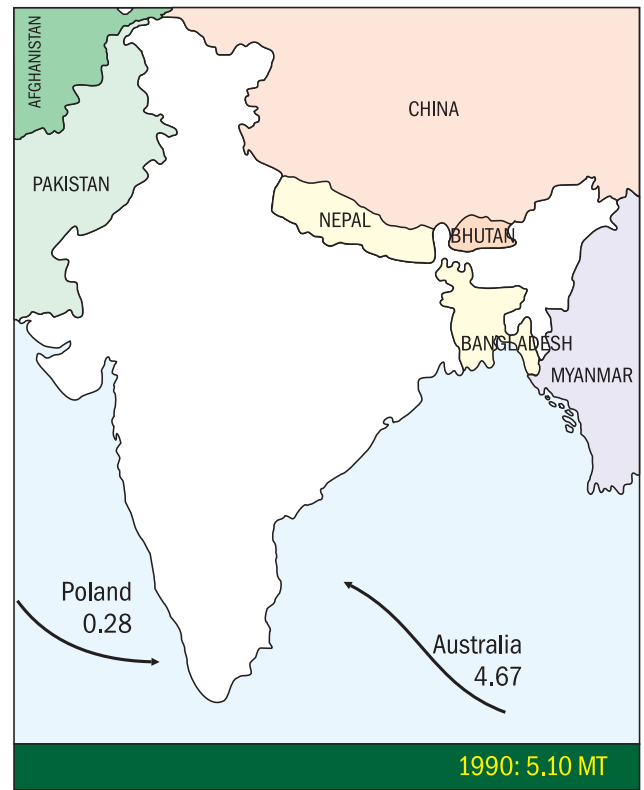 AFGHANISTAN
CHINA
PAKISTAN
NEPAL
BHUTAN
BANGLADESH
MYANMAR
Poland
0.28
Australia
4.67
1990: 5.10 MT